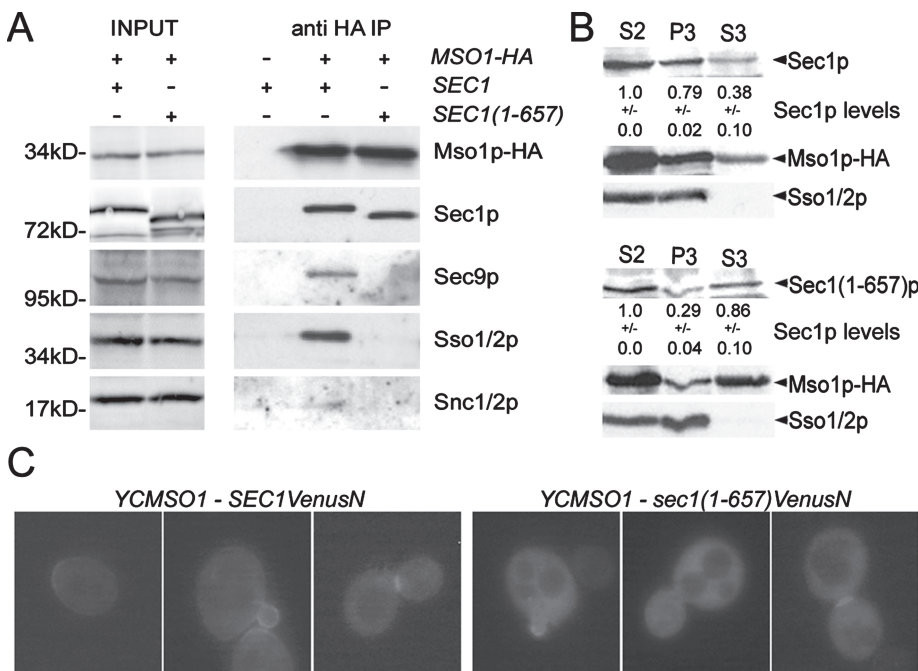 A
INPUT
anti HA IP
+ + - + + MSO1-HA
+ - + + - SEC1
- + - - + SEC1(1-657)
34kD- Mso1p-HA
72kD- Sec1p
95kD- Sec9p
34kD- Sso1/2p
17kD- Snc1/2p
B
S2 P3 S3
Sec1p
1.0 0.79 0.38
+/- +/- +/- Sec1p levels
0.0 0.02 0.10
Mso1p-HA
Sso1/2p
S2 P3 S3
Sec1(1-657)p
1.0 0.29 0.86
+/- +/- +/- Sec1p levels
0.0 0.04 0.10
Mso1p-HA
Sso1/2p
C
YCMSO1 - SEC1VenusN
YCMSO1 - sec1(1-657)VenusN